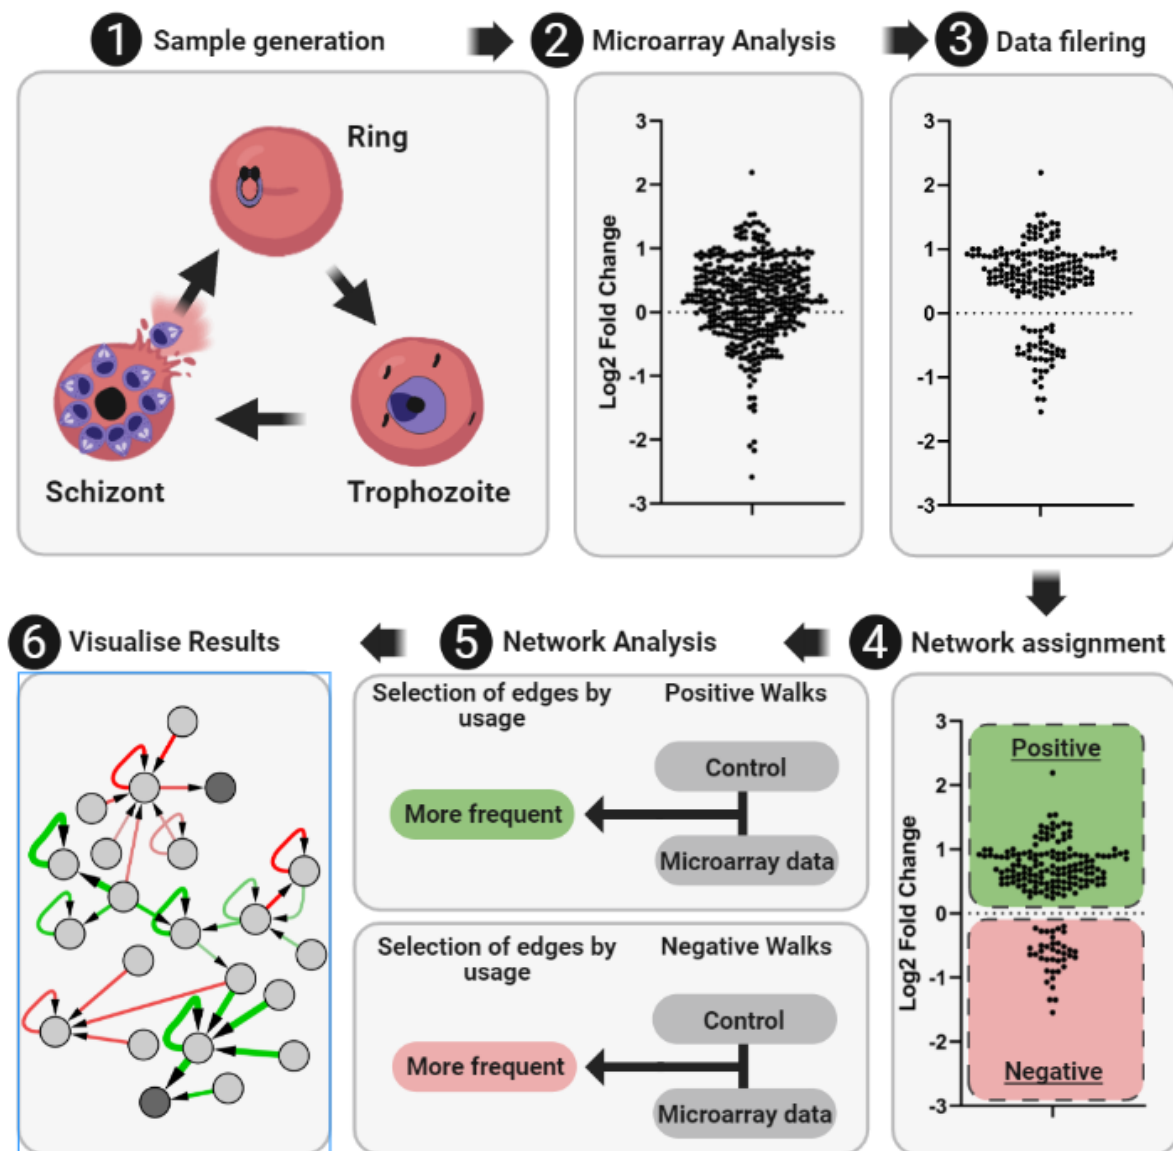 1 Sample generation
2 Microarray Analysis
3 Data filering
Ring
Schizont
Trophozoite
Log2 Fold Change
3
2
1
0
-1
-2
-3
3
2
1
0
-1
-2
-3
6 Visualise Results
5 Network Analysis
4 Network assignment
Selection of edges by
usage
Positive Walks
Control
More frequent
Microarray data
Selection of edges by
usage
Negative Walks
Control
More frequent
Microarray data
Log2 Fold Change
3
2
1
0
-1
-2
-3
Positive
Negative